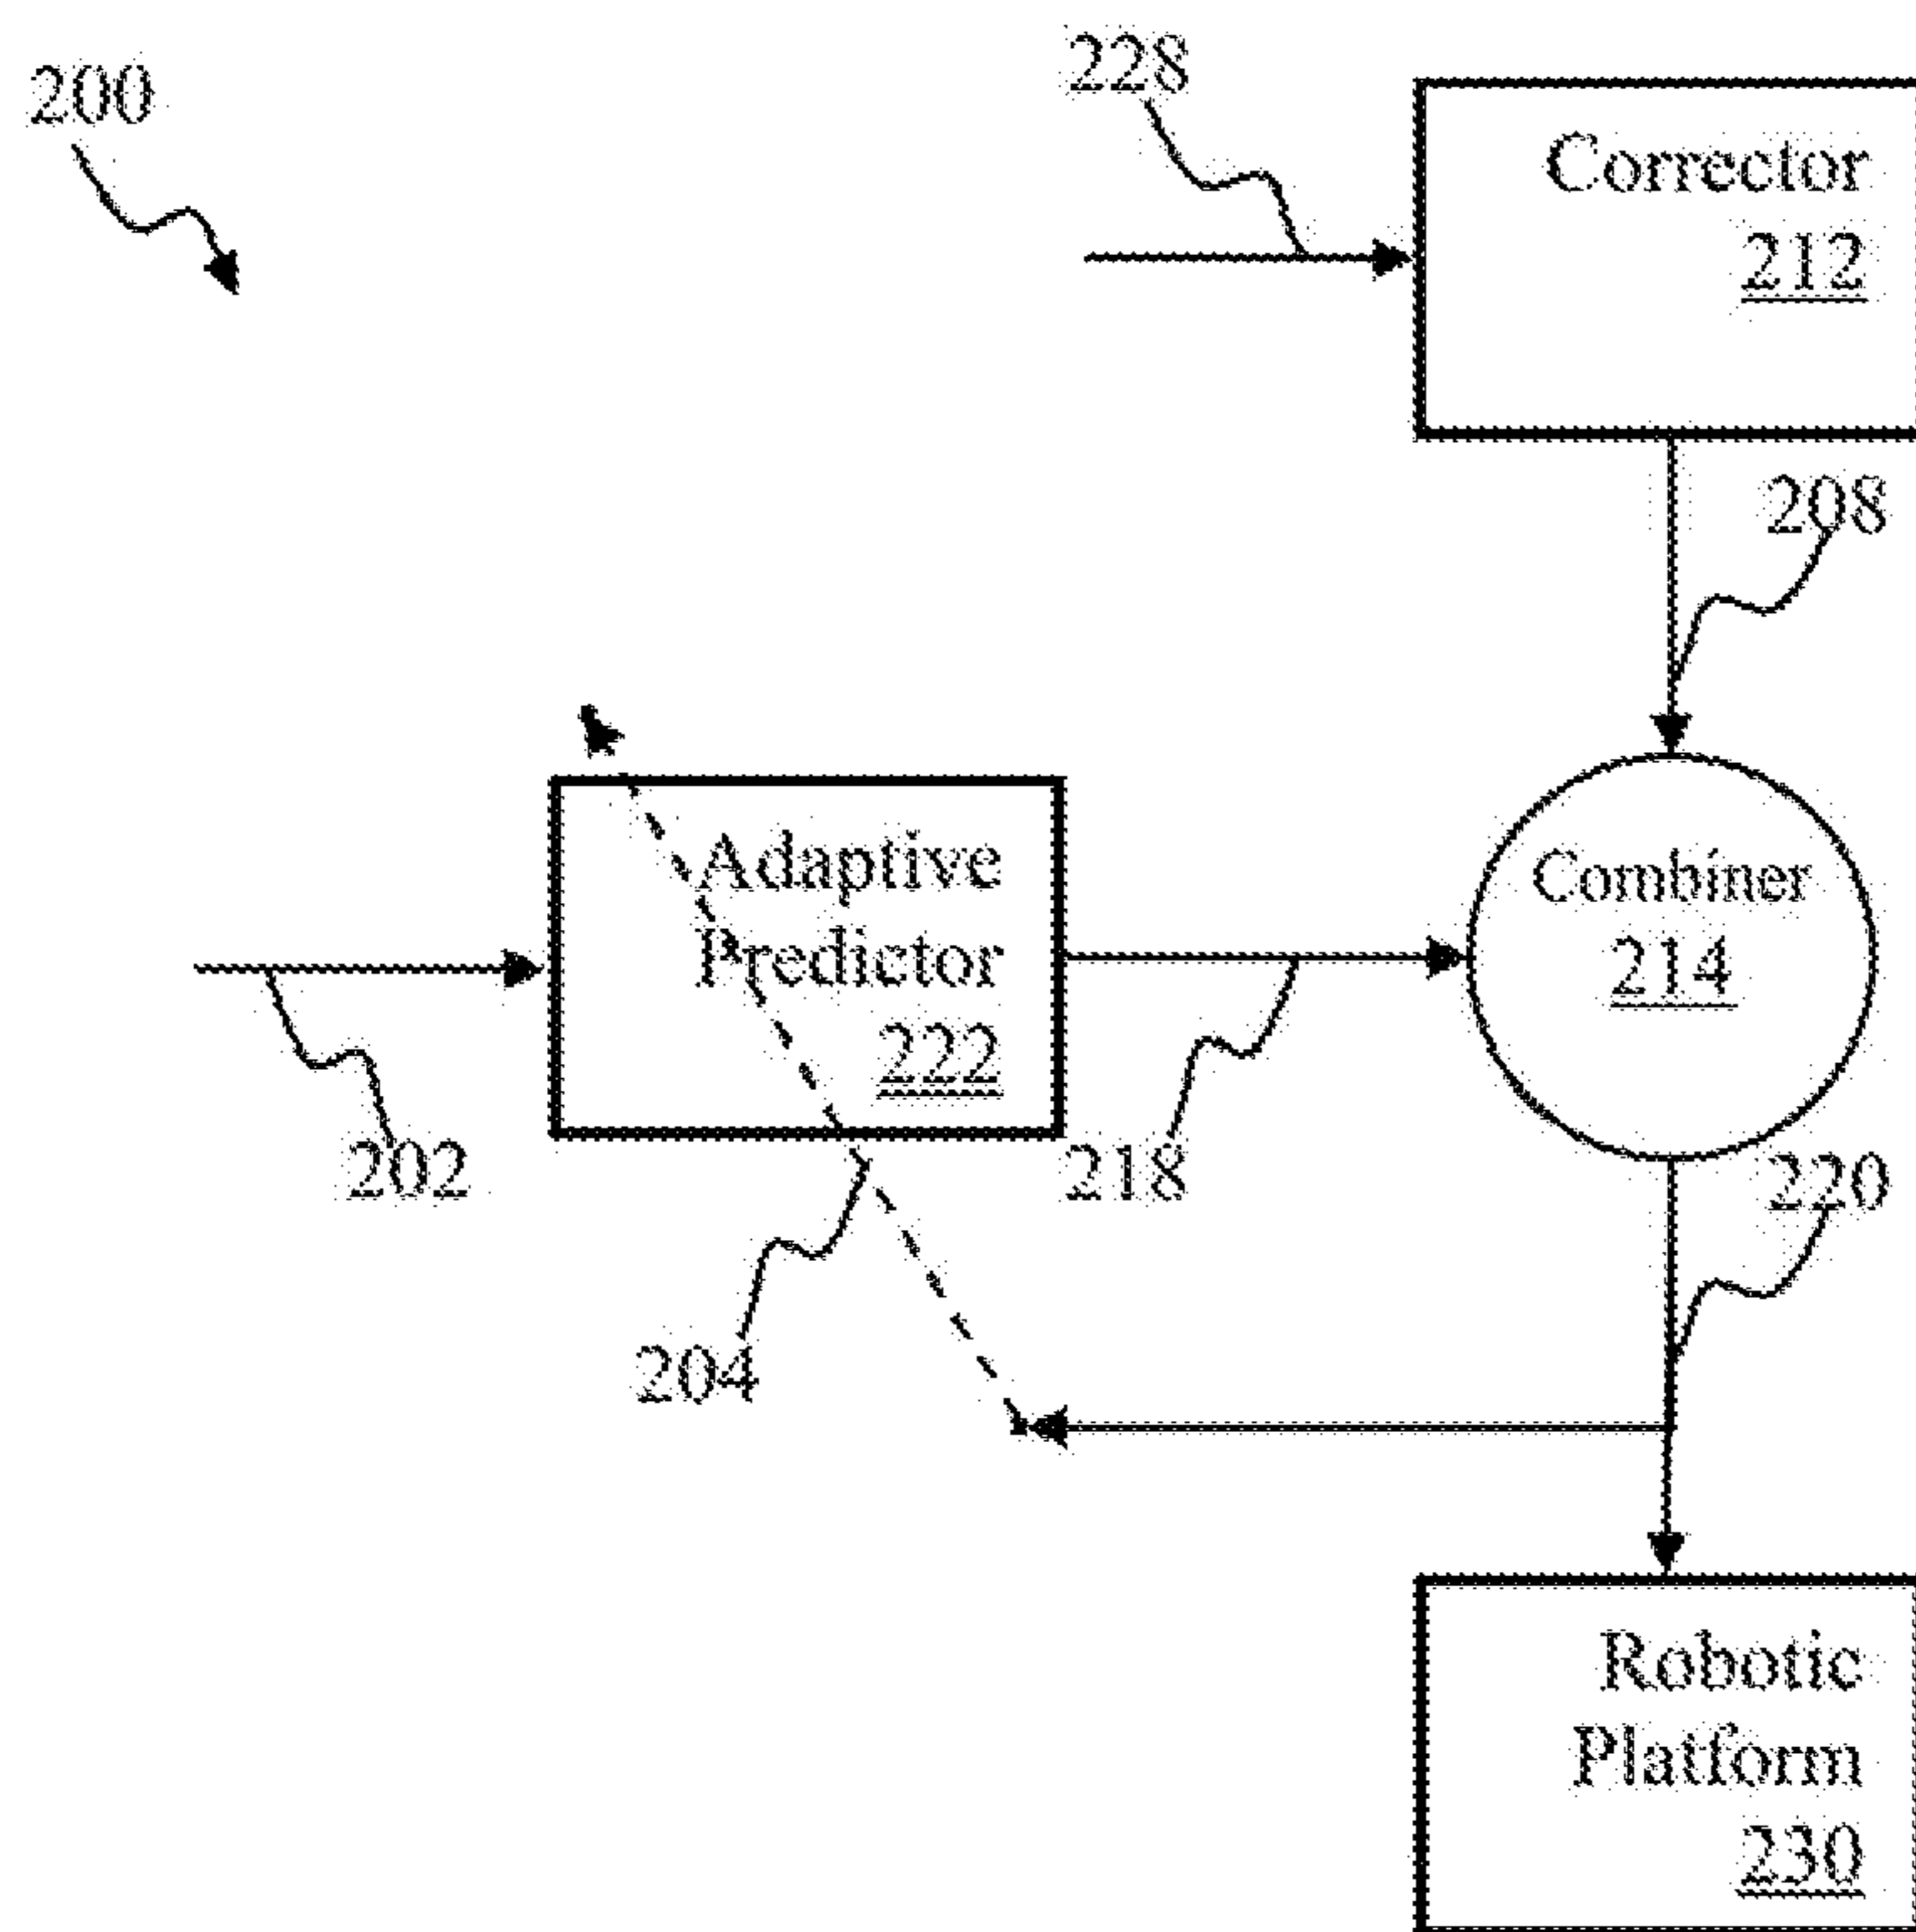 200
228
Corrector
212
208
Adaptive
Predictor
222
Combiner
214
202
218
220
204
Robotic
Platform
230